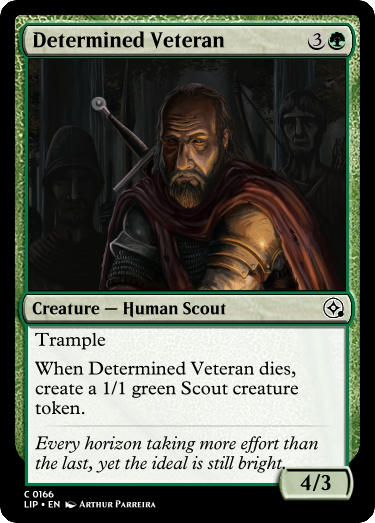 Determined Veteran 3
Creature — Human Scout
Trample
When Determined Veteran dies,
create a 1/1 green Scout creature
token.
Every horizon taking more effort than
the last, yet the ideal is still bright.
4/3
C 0166
LIP • EN Arthur Parreira